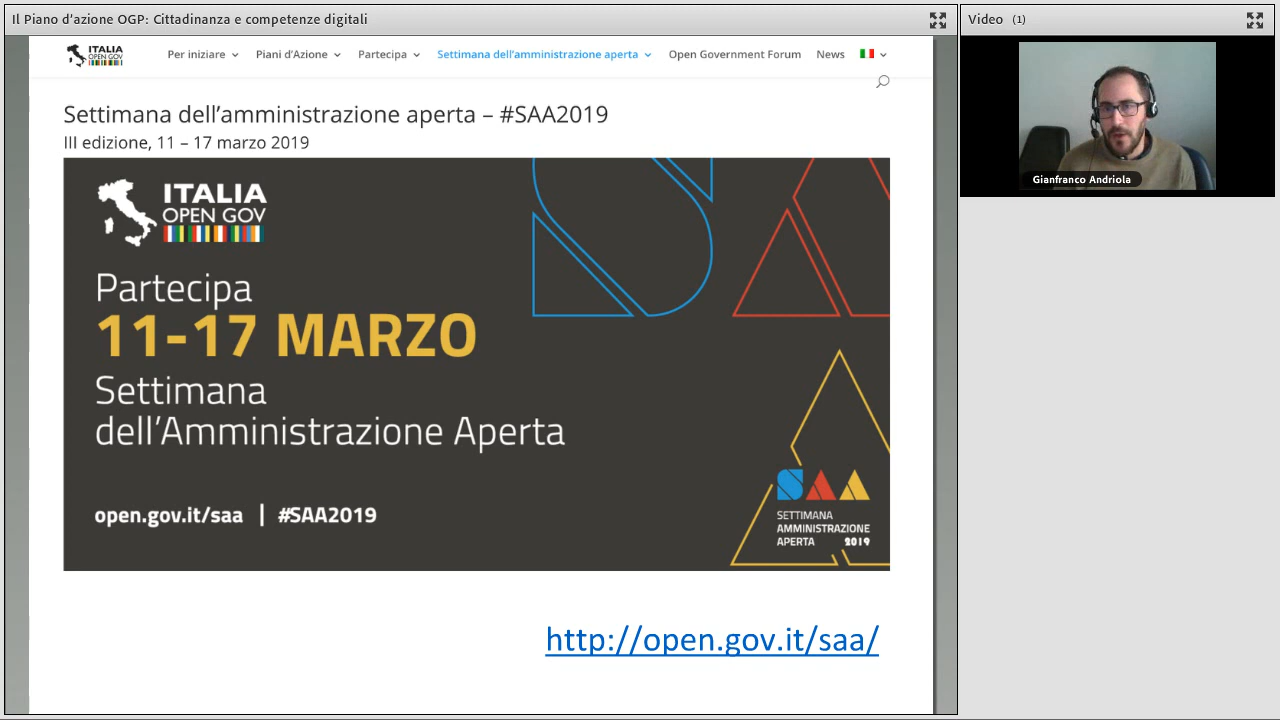 Il Piano d'azione OGP: Cittadinanza e competenze digitali
Video (1)
ITALIA
OPEN GOV
Per iniziare
Piani d'Azione
Partecipa
Settimana dell'amministrazione aperta
Open Government Forum
News
Settimana dell'amministrazione aperta – #SAA2019
III edizione, 11 – 17 marzo 2019
ITALIA
OPEN GOV
Partecipa
11-17 MARZO
Settimana
dell'Amministrazione Aperta
open.gov.it/saa | #SAA2019
SAA
SETTIMANA
AMMINISTRAZIONE
APERTA 2019
http://open.gov.it/saa/
Gianfranco Andriola